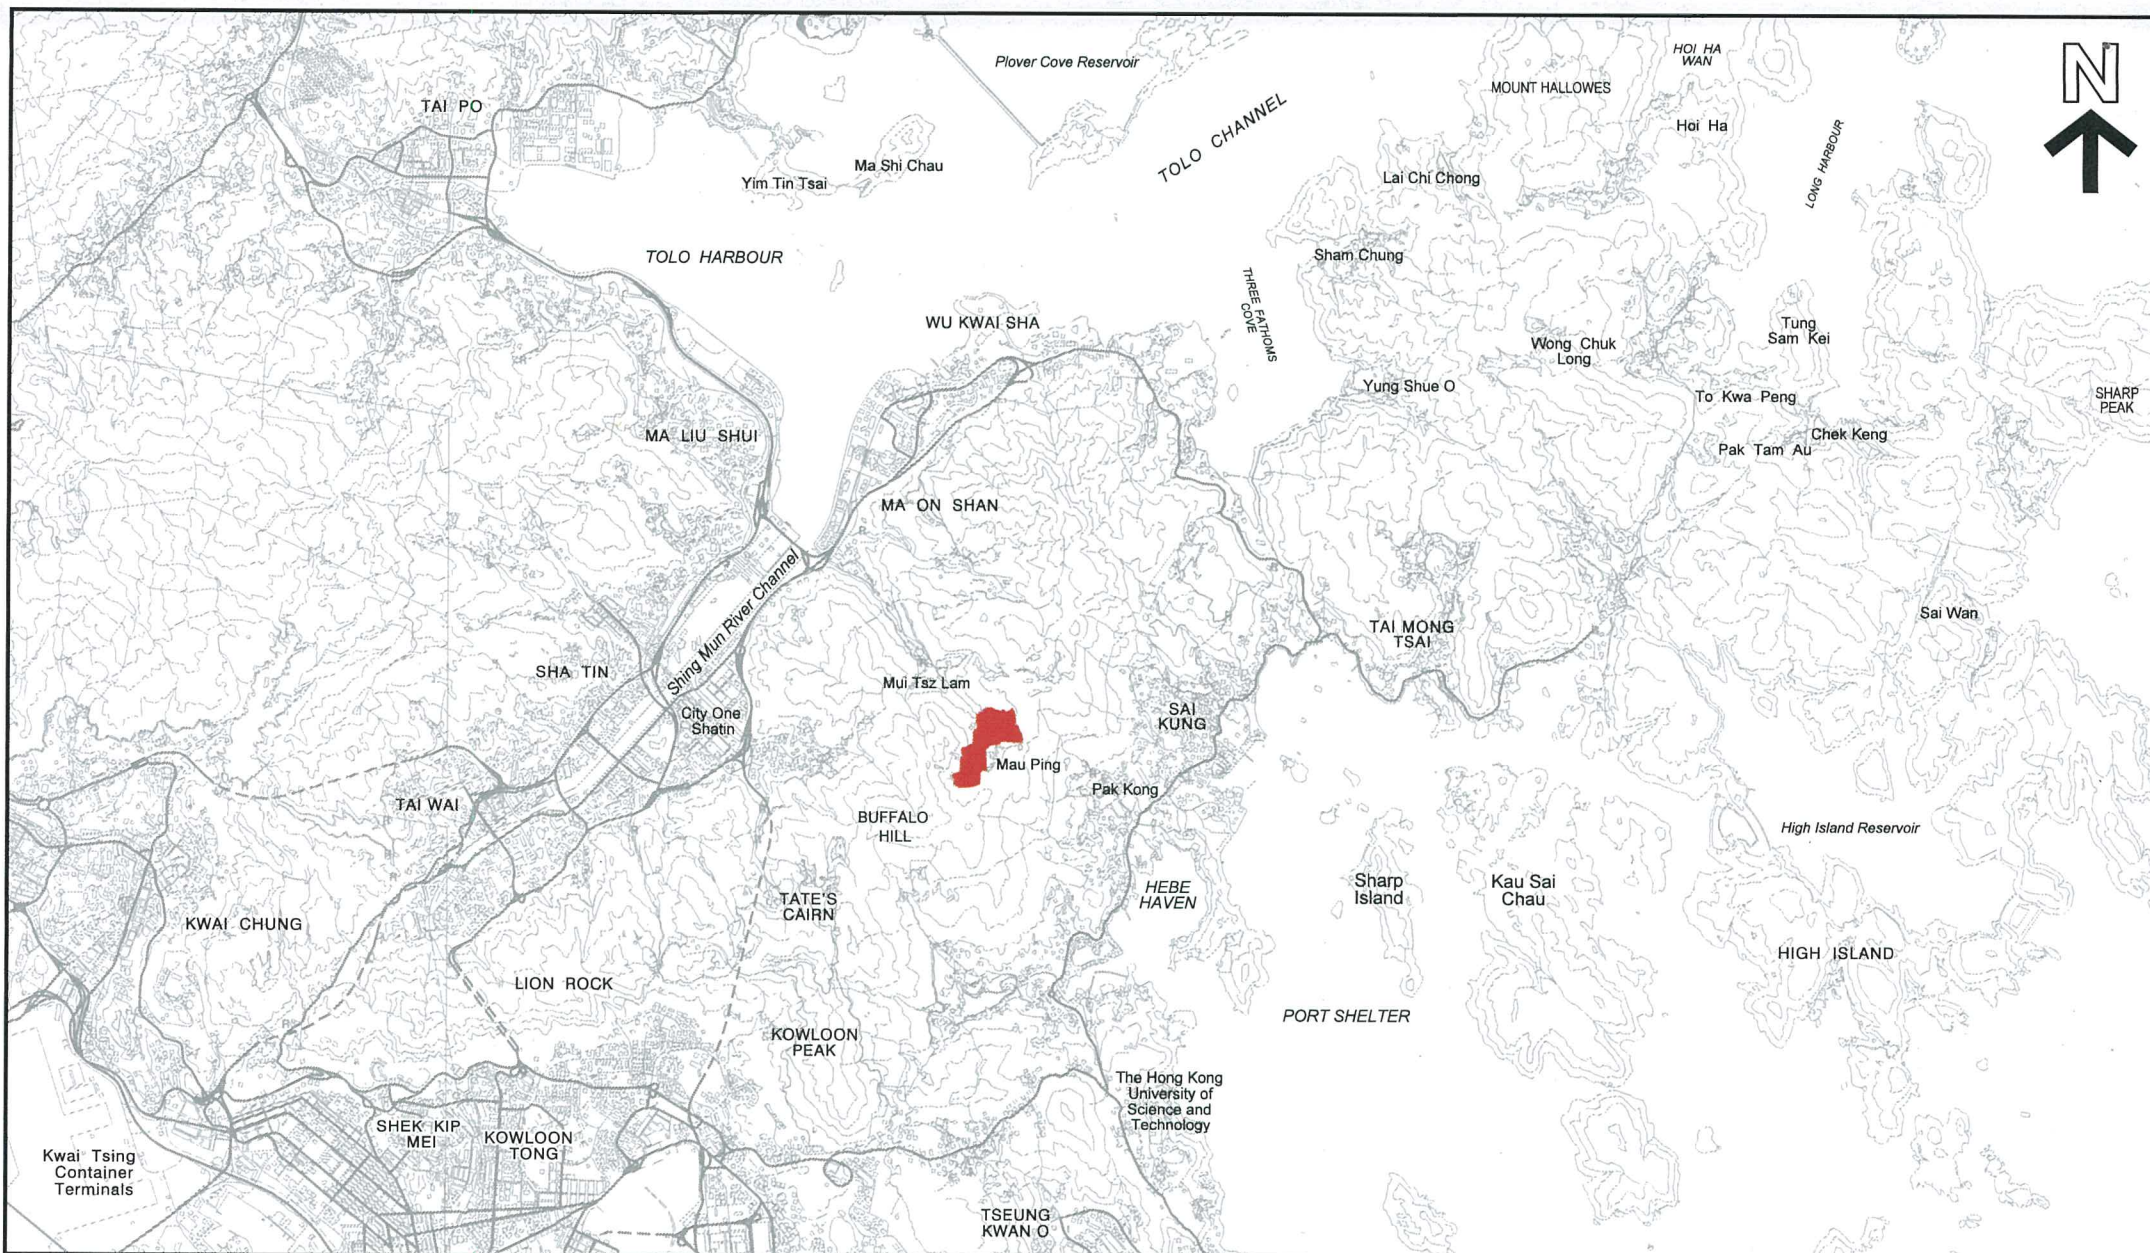 Plover Cove Reservoir
HOI HA
WAN
N
MOUNT HALLOWES
TAI PO
TOLO CHANNEL
Hoi Ha
LONG HARBOUR
Ma Shi Chau
Yim Tin Tsai
Lai Chi Chong
TOLO HARBOUR
Sham Chung
THREE FATHOMS
COVE
WU KWAI SHA
Tung
Sam Kei
Wong Chuk
Long
Yung Shue O
To Kwa Peng
SHARP
PEAK
MA LIU SHUI
Chek Keng
Pak Tam Au
MA ON SHAN
Shing Mun River Channel
Sai Wan
TAI MONG
TSAI
SHA TIN
Mui Tsz Lam
City One
Shatin
SAI
KUNG
Mau Ping
Pak Kong
TAI WAI
BUFFALO
HILL
High Island Reservoir
HEBE
HAVEN
Sharp
Island
Kau Sai
Chau
TATE'S
CAIRN
KWAI CHUNG
HIGH ISLAND
LION ROCK
PORT SHELTER
KOWLOON
PEAK
The Hong Kong
University of
Science and
Technology
SHEK KIP
MEI
KOWLOON
TONG
Kwai Tsing
Container
Terminals
TSEUNG
KWAN O